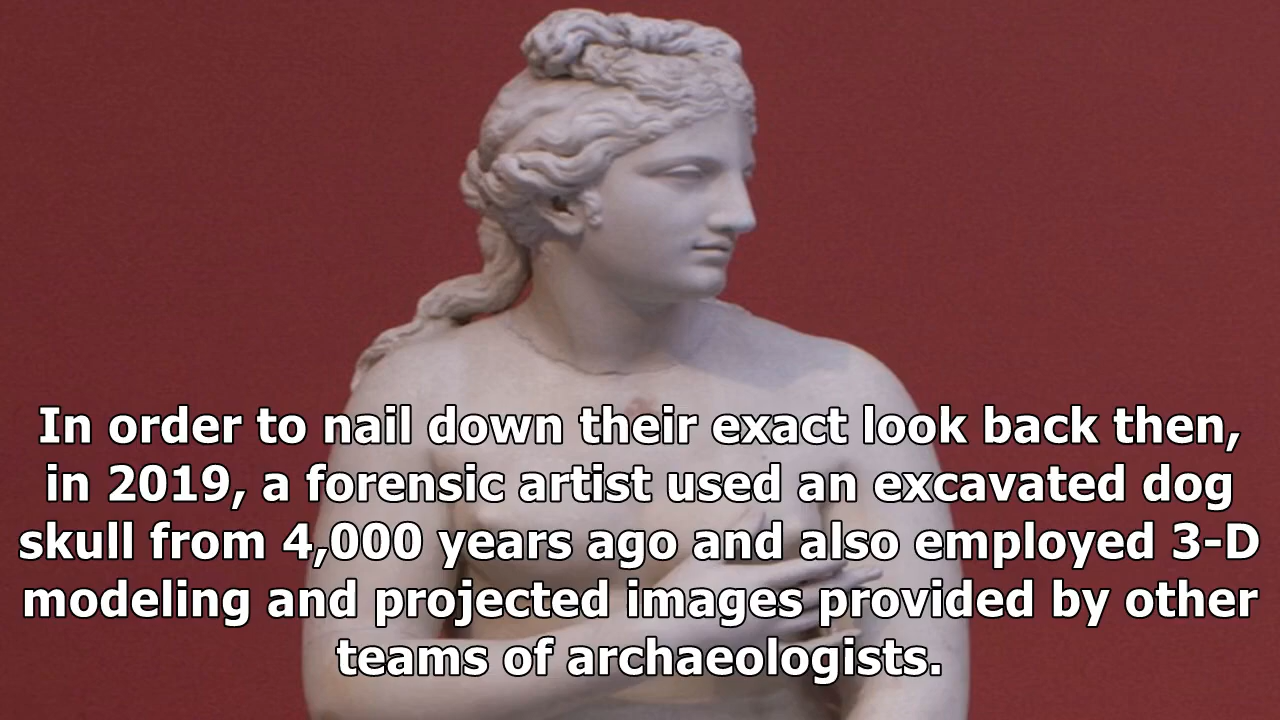 In order to nail down their exact look back then,
in 2019, a forensic artist used an excavated dog
skull from 4,000 years ago and also employed 3-D
modeling and projected images provided by other
teams of archaeologists.